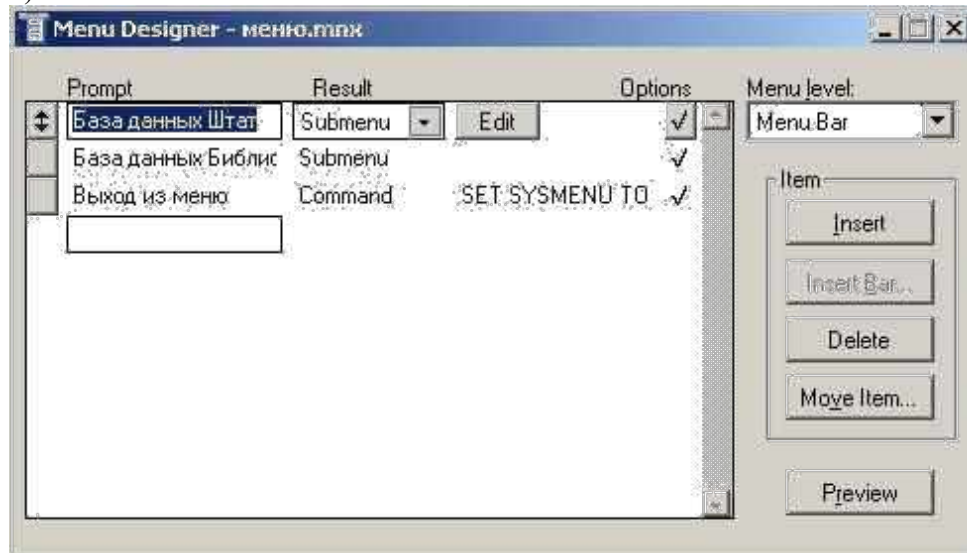 )
Menu Designer - меню.mnx
Prompt Result Options Menu level:
База данных Штат Submenu Edit √ Menu Bar
База данных Библис Submenu √
Выход из меню Command SET SYSMENU TO √
Item
Insert
Insert Bar...
Delete
Move Item...
Preview